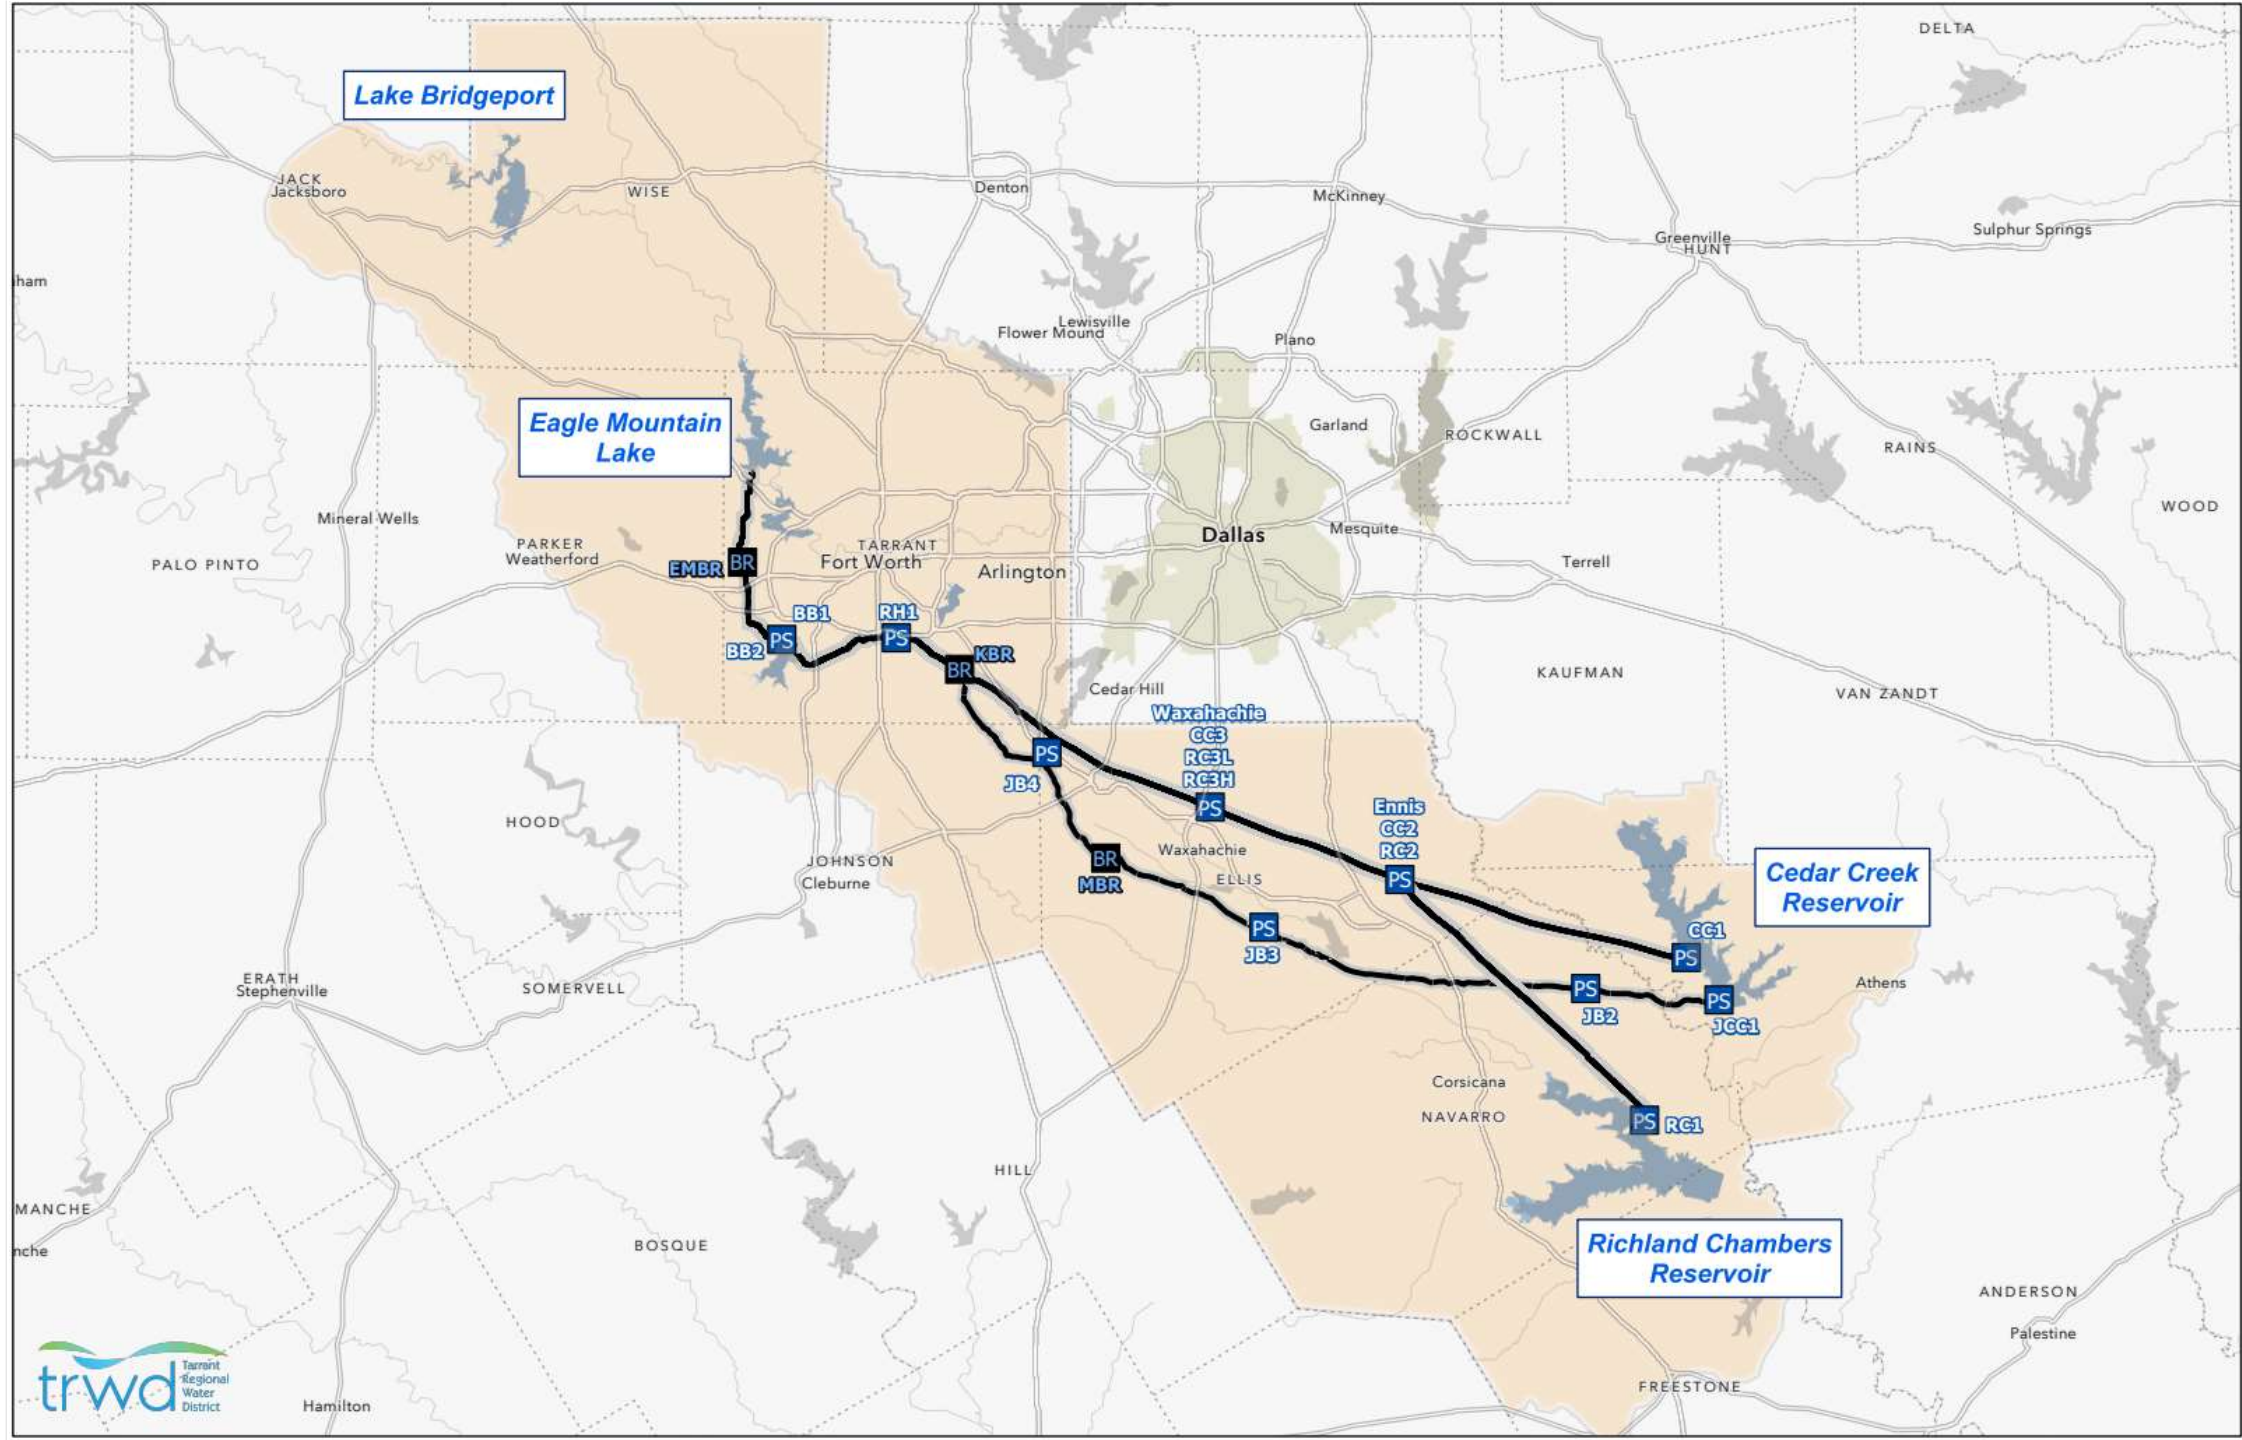 DELTA
Lake Bridgeport
JACK
Jacksboro
WISE
Denton
McKinney
Sulphur Springs
Greenville
HUNT
Lewisville
Flower Mound
Plano
Eagle Mountain
Lake
Garland
ROCKWALL
RAINS
WOOD
Mineral Wells
Dallas
Mesquite
PARKER
Weatherford
TARRANT
Fort Worth
Arlington
PALO PINTO
Terrell
EMBR
BR
BB1
PS
BB2
RH1
PS
KBR
BR
KAUFMAN
VAN ZANDT
Cedar Hill
Waxahachie
CC3
RC3L
RC3H
PS
PS
JB4
Ennis
CC2
RC2
PS
HOOD
JOHNSON
Cleburne
BR
MBR
Waxahachie
ELLIS
Cedar Creek
Reservoir
PS
JB3
CC1
PS
ERATH
Stephenville
SOMERVELL
Athens
PS
JB2
PS
JCC1
Corsicana
NAVARRO
PS
RC1
HILL
MANCHE
nche
BOSQUE
Richland Chambers
Reservoir
ANDERSON
Palestine
FREESTONE
Hamilton
trwd
Tarrant
Regional
Water
District